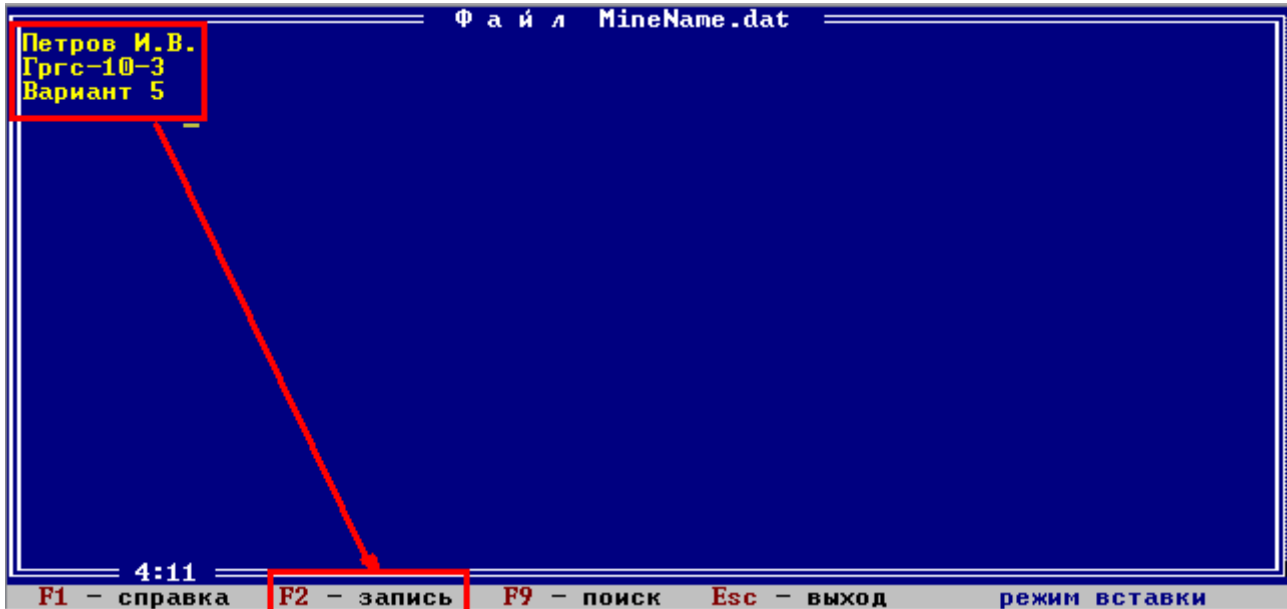 Ф а й л MineName.dat
Петров И.В.
Гргс-10-3
Вариант 5
4:11
F1 - справка F2 - запись F9 - поиск Esc - выход режим вставки